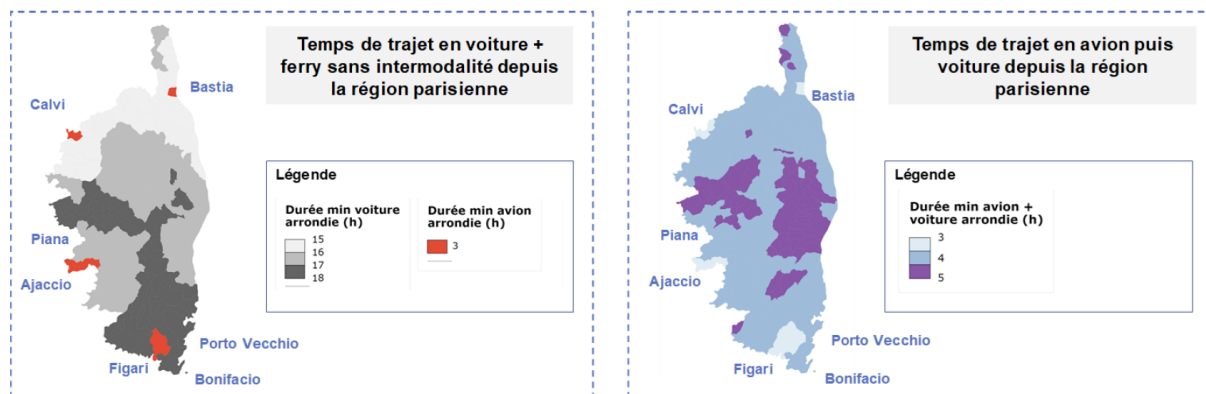 Temps de trajet en voiture +
ferry sans intermodalité depuis
la région parisienne
Bastia
Calvi
Piana
Ajaccio
Porto Vecchio
Figari
Bonifacio
Légende
Durée min voiture
arrondie (h)
15
16
17
18
Durée min avion
arrondie (h)
3
Temps de trajet en avion puis
voiture depuis la région
parisienne
Bastia
Calvi
Piana
Ajaccio
Porto Vecchio
Figari
Bonifacio
Légende
Durée min avion +
voiture arrondie (h)
3
4
5